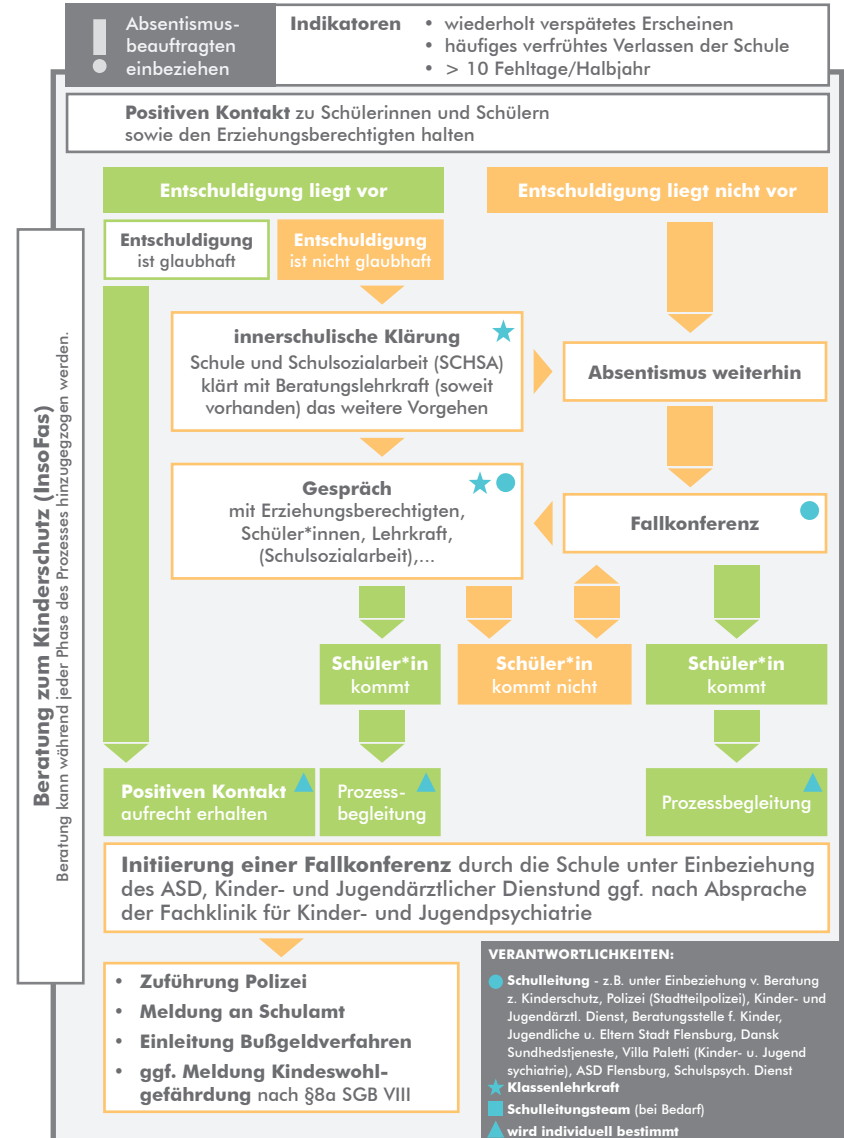 Absentismus-
beauftragten
einbeziehen
Indikatoren
• wiederholt verspätetes Erscheinen
• häufiges verfrühtes Verlassen der Schule
• > 10 Fehltage/Halbjahr
Positiven Kontakt zu Schülerinnen und Schülern
sowie den Erziehungsberechtigten halten
Beratung zum Kinderschutz (InsoFas)
Beratung kann während jeder Phase des Prozesses hinzugegzogen werden.
Entschuldigung liegt vor
Entschuldigung liegt nicht vor
Entschuldigung
ist glaubhaft
Entschuldigung
ist nicht glaubhaft
innerschulische Klärung
Schule und Schulsozialarbeit (SCHSA)
klärt mit Beratungslehrkraft (soweit
vorhanden) das weitere Vorgehen
Absentismus weiterhin
Gespräch
mit Erziehungsberechtigten,
Schüler*innen, Lehrkraft,
(Schulsozialarbeit),...
Fallkonferenz
Schüler*in
kommt
Schüler*in
kommt nicht
Schüler*in
kommt
Positiven Kontakt
aufrecht erhalten
Prozess-
begleitung
Prozessbegleitung
Initiierung einer Fallkonferenz durch die Schule unter Einbeziehung
des ASD, Kinder- und Jugendärztlicher Dienstund ggf. nach Absprache
der Fachklinik für Kinder- und Jugendpsychiatrie
• Zuführung Polizei
• Meldung an Schulamt
• Einleitung Bußgeldverfahren
• ggf. Meldung Kindeswohl-
gefährdung nach §8a SGB VIII
VERANTWORTLICHKEITEN:
Schulleitung - z.B. unter Einbeziehung v. Beratung
z. Kinderschutz, Polizei (Stadtteilpolizei), Kinder- und
Jugendärztl. Dienst, Beratungsstelle f. Kinder,
Jugendliche u. Eltern Stadt Flensburg, Dansk
Sundhedstjeneste, Villa Paletti (Kinder- u. Jugend
sychiatrie), ASD Flensburg, Schulpsych. Dienst
Klassenlehrkraft
Schulleitungsteam (bei Bedarf)
wird individuell bestimmt